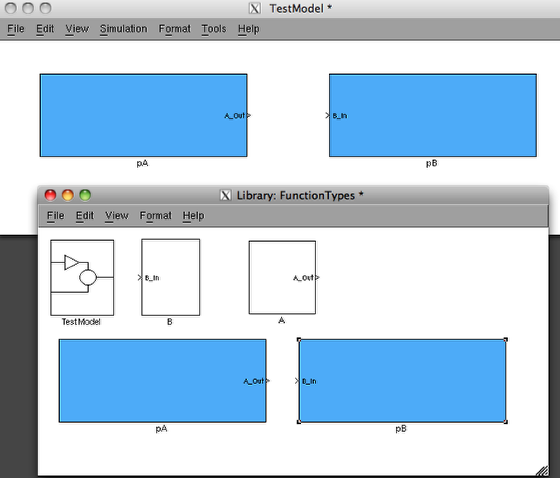 TestModel *
File Edit View Simulation Format Tools Help
A_Out B_In
pA pB
Library: FunctionTypes *
File Edit View Format Help
B_In A_Out
TestModel B A
A_Out B_In
pA pB